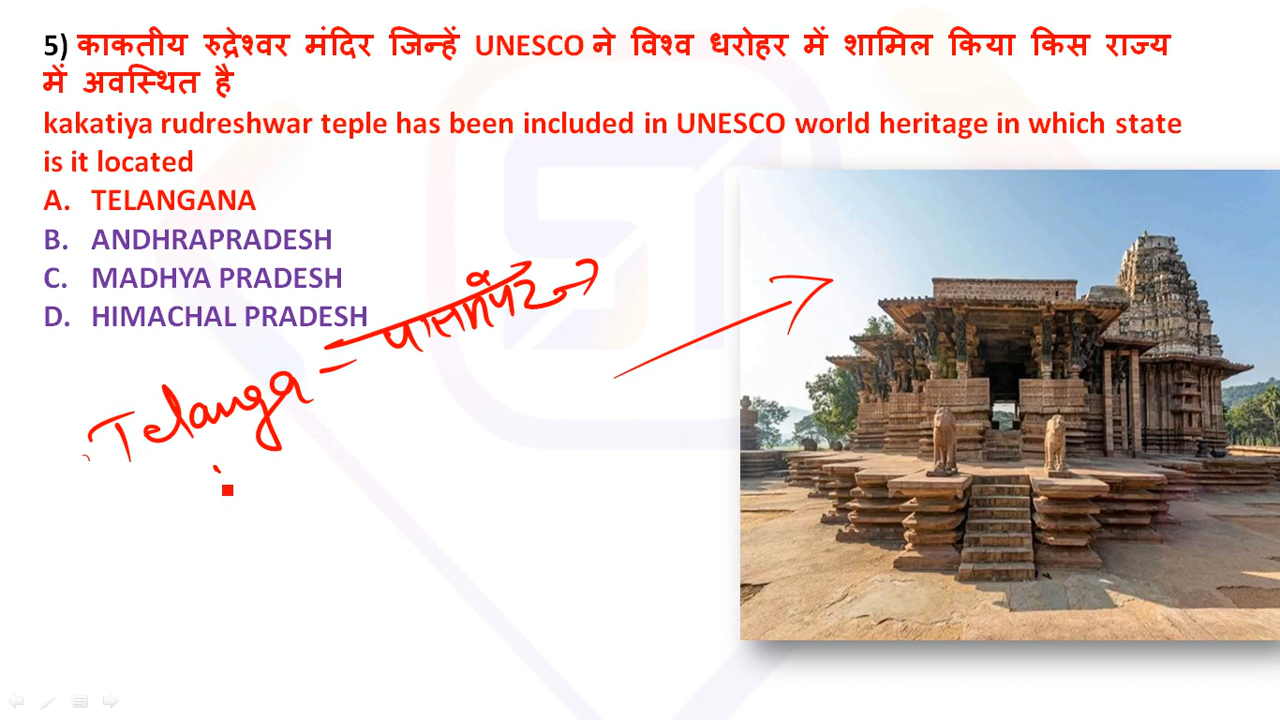 5) काकतीय रुद्रेश्वर मंदिर जिन्हें UNESCO ने विश्व धरोहर में शामिल किया किस राज्य
में अवस्थित है
kakatiya rudreshwar teple has been included in UNESCO world heritage in which state
is it located
A. TELANGANA
B. ANDHRAPRADESH
C. MADHYA PRADESH
D. HIMACHAL PRADESH
Telanga =